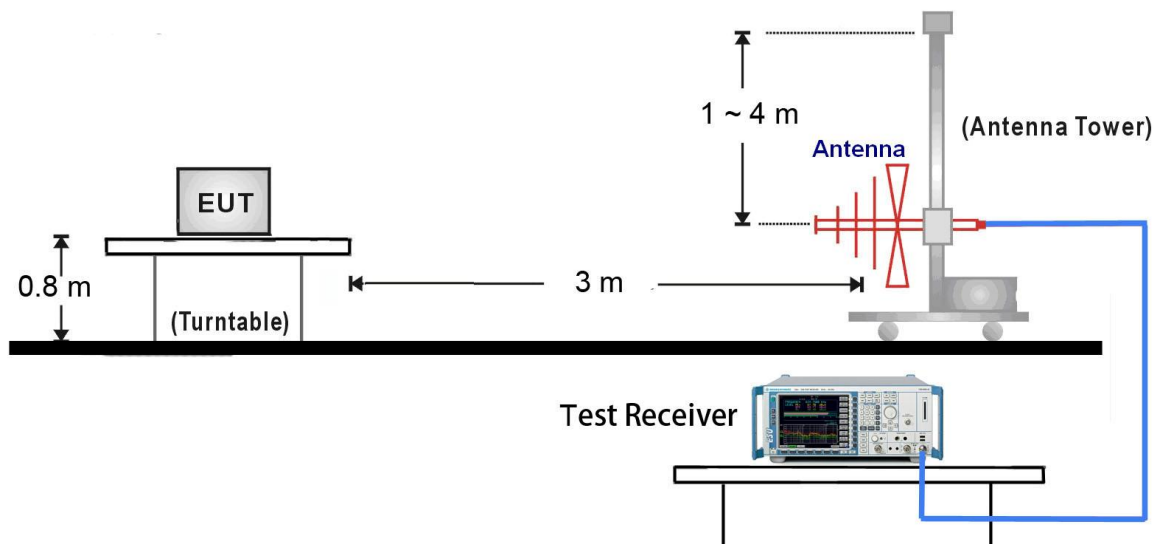 1 ~ 4 m
(Antenna Tower)
Antenna
EUT
0.8 m
3 m
(Turntable)
Test Receiver